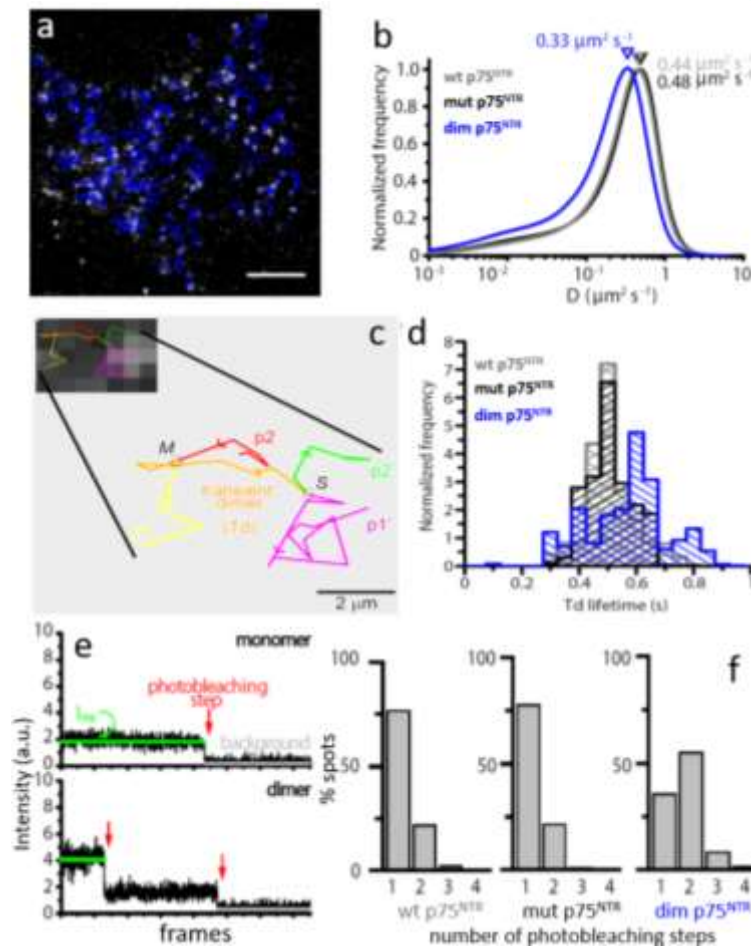 a
b
0.33 μm² s⁻¹
0.44 μm² s⁻¹
0.48 μm² s⁻¹
wt p75ᴺᵀᴿ
mut p75ᴺᵀᴿ
dim p75ᴺᵀᴿ
Normalized frequency
1.0
0.8
0.6
0.4
0.2
0
10⁻³ 10⁻² 10⁻¹ 1 10
D (μm² s⁻¹)
c
M
p2
p2'
S
transient
dimer
(Td)
p1'
2 μm
d
wt p75ᴺᵀᴿ
mut p75ᴺᵀᴿ
dim p75ᴺᵀᴿ
Normalized frequency
8
7
6
5
4
3
2
1
0
0 0.2 0.4 0.6 0.8 1
Td lifetime (s)
e
monomer
photobleaching
step
background
10
8
6
4
2
0
dimer
10
8
6
4
2
0
Intensity (a.u.)
frames
f
% spots
100 100 100
50 50 50
0
1 2 3 4 1 2 3 4 1 2 3 4
wt p75ᴺᵀᴿ mut p75ᴺᵀᴿ dim p75ᴺᵀᴿ
number of photobleaching steps